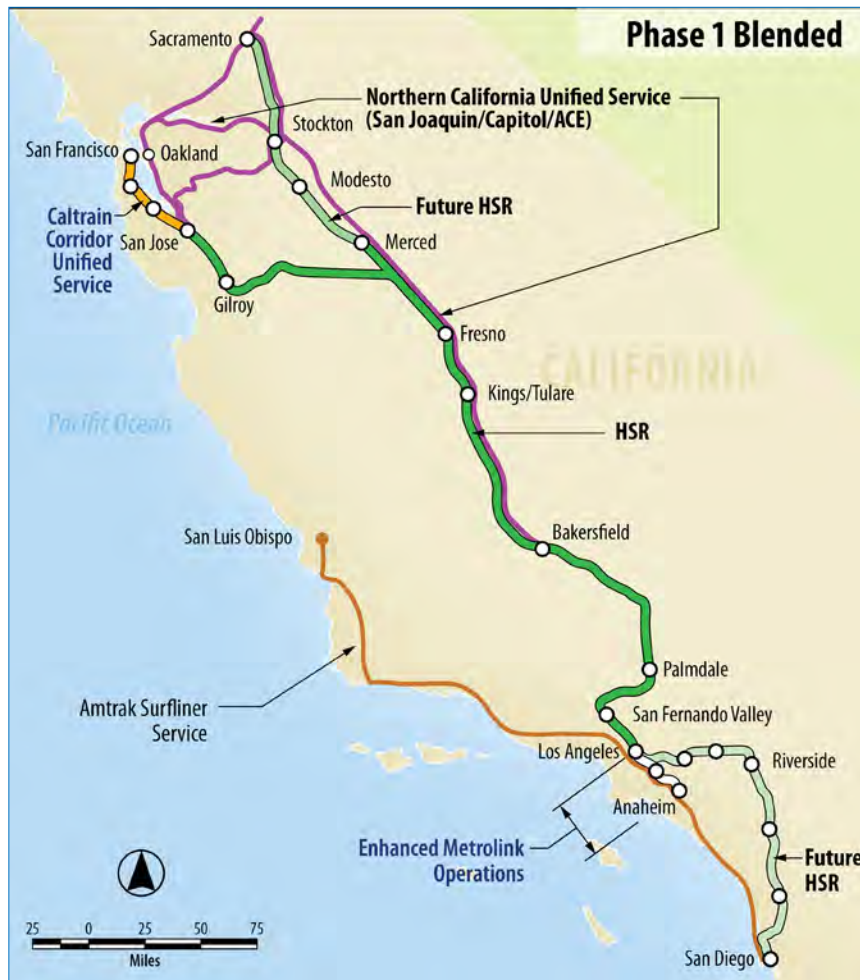 Phase 1 Blended
Sacramento
Northern California Unified Service
(San Joaquin/Capitol/ACE)
Stockton
San Francisco
Oakland
Modesto
Future HSR
Caltrain
Corridor
Unified
Service
San Jose
Merced
Gilroy
Fresno
CALIFORNIA
Kings/Tulare
Pacific Ocean
HSR
San Luis Obispo
Bakersfield
Palmdale
Amtrak Surfliner
Service
San Fernando Valley
Los Angeles
Riverside
Anaheim
Enhanced Metrolink
Operations
Future
HSR
25 0 25 50 75
Miles
San Diego